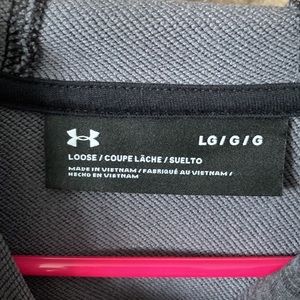 LG / G / G
LOOSE / COUPE LÂCHE / SUELTO
MADE IN VIETNAM / FABRIQUÉ AU VIETNAM /
HECHO EN VIETNAM